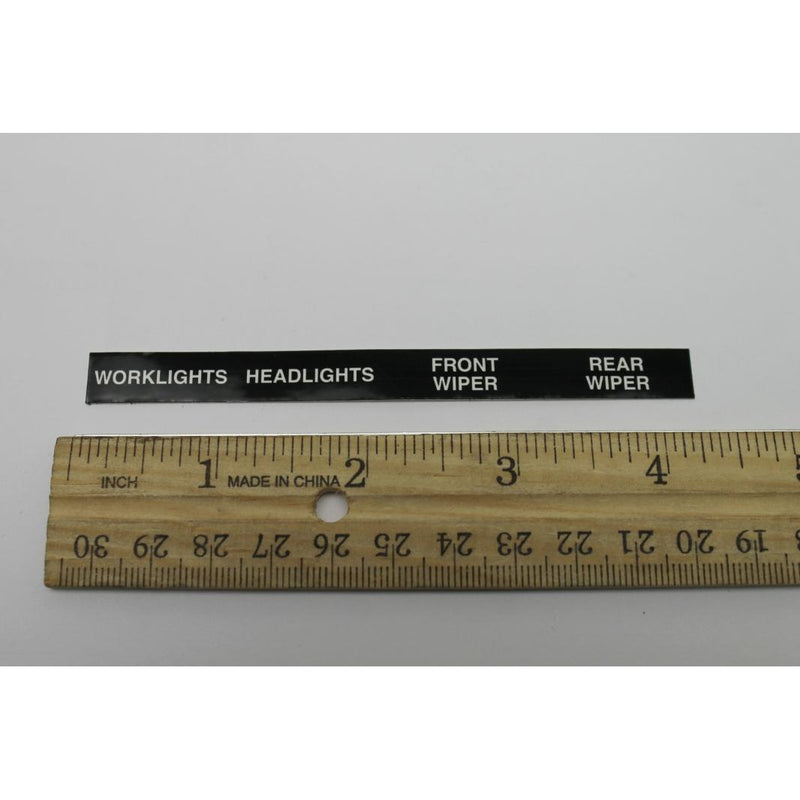 WORKLIGHTS HEADLIGHTS FRONT WIPER REAR WIPER
1 2 3 4 5
INCH MADE IN CHINA
30 29 28 27 26 25 24 23 22 21 20 19